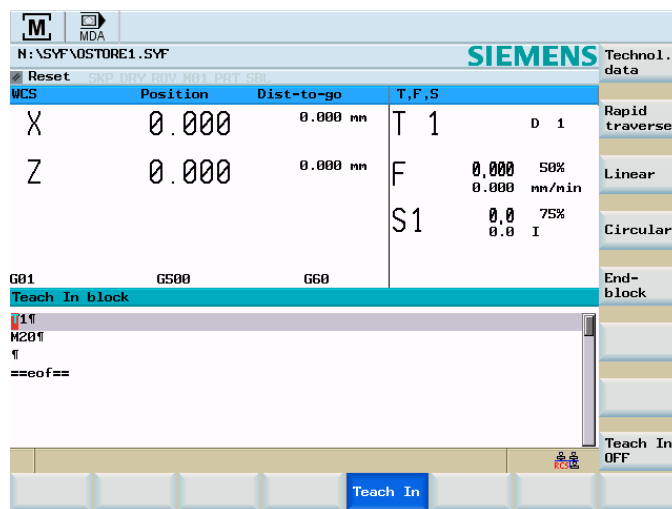 M
MDA
N:\SYF\OSTORE1.SYF
SIEMENS
Reset SKP DRY ROV M01 PRT SBL
WCS Position Dist-to-go T,F,S
X 0.000 0.000 mm T 1 D 1
Z 0.000 0.000 mm F 0,000 50%
0.000 mm/min
S1 0,0 75%
0.0 I
G01 G500 G60
Teach In block
T1¶
M20¶
¶
==eof==
RCS
Teach In
Technol.
data
Rapid
traverse
Linear
Circular
End-
block
Teach In
OFF